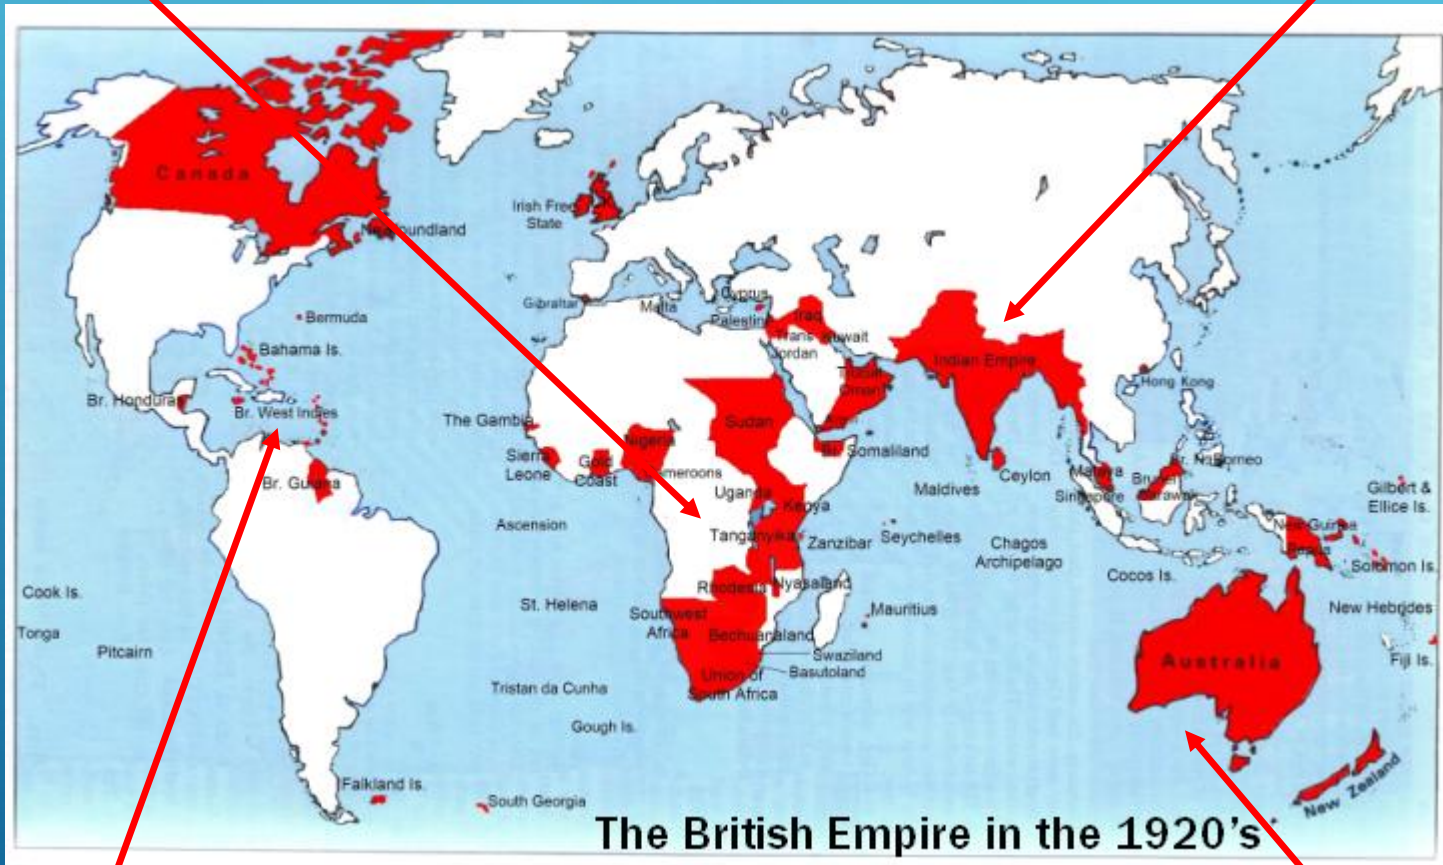 Canada
Irish Free
State
Newfoundland
Gibraltar
Malta
Cyprus
Palestine
Iraq
Trans
Jordan
Kuwait
Bermuda
Bahama Is.
Indian Empire
Trucial
Oman
Hong Kong
Br. Honduras
Br. West Indies
The Gambia
Sudan
Aden
Nigeria
Br. Somaliland
Sierra
Leone
Gold
Coast
Cameroons
Br. N. Borneo
Ceylon
Malaya
Brunei
Br. Guiana
Uganda
Maldives
Singapore
Sarawak
Gilbert &
Ellice Is.
Kenya
Ascension
New Guinea
Tanganyika
Zanzibar
Seychelles
Chagos
Archipelago
Papua
Solomon Is.
Cocos Is.
Rhodesia
Nyasaland
Cook Is.
St. Helena
Southwest
Africa
Mauritius
New Hebrides
Tonga
Bechuanaland
Pitcairn
Swaziland
Basutoland
Australia
Fiji Is.
Union of
South Africa
Tristan da Cunha
Gough Is.
Falkland Is.
South Georgia
New Zealand
The British Empire in the 1920's